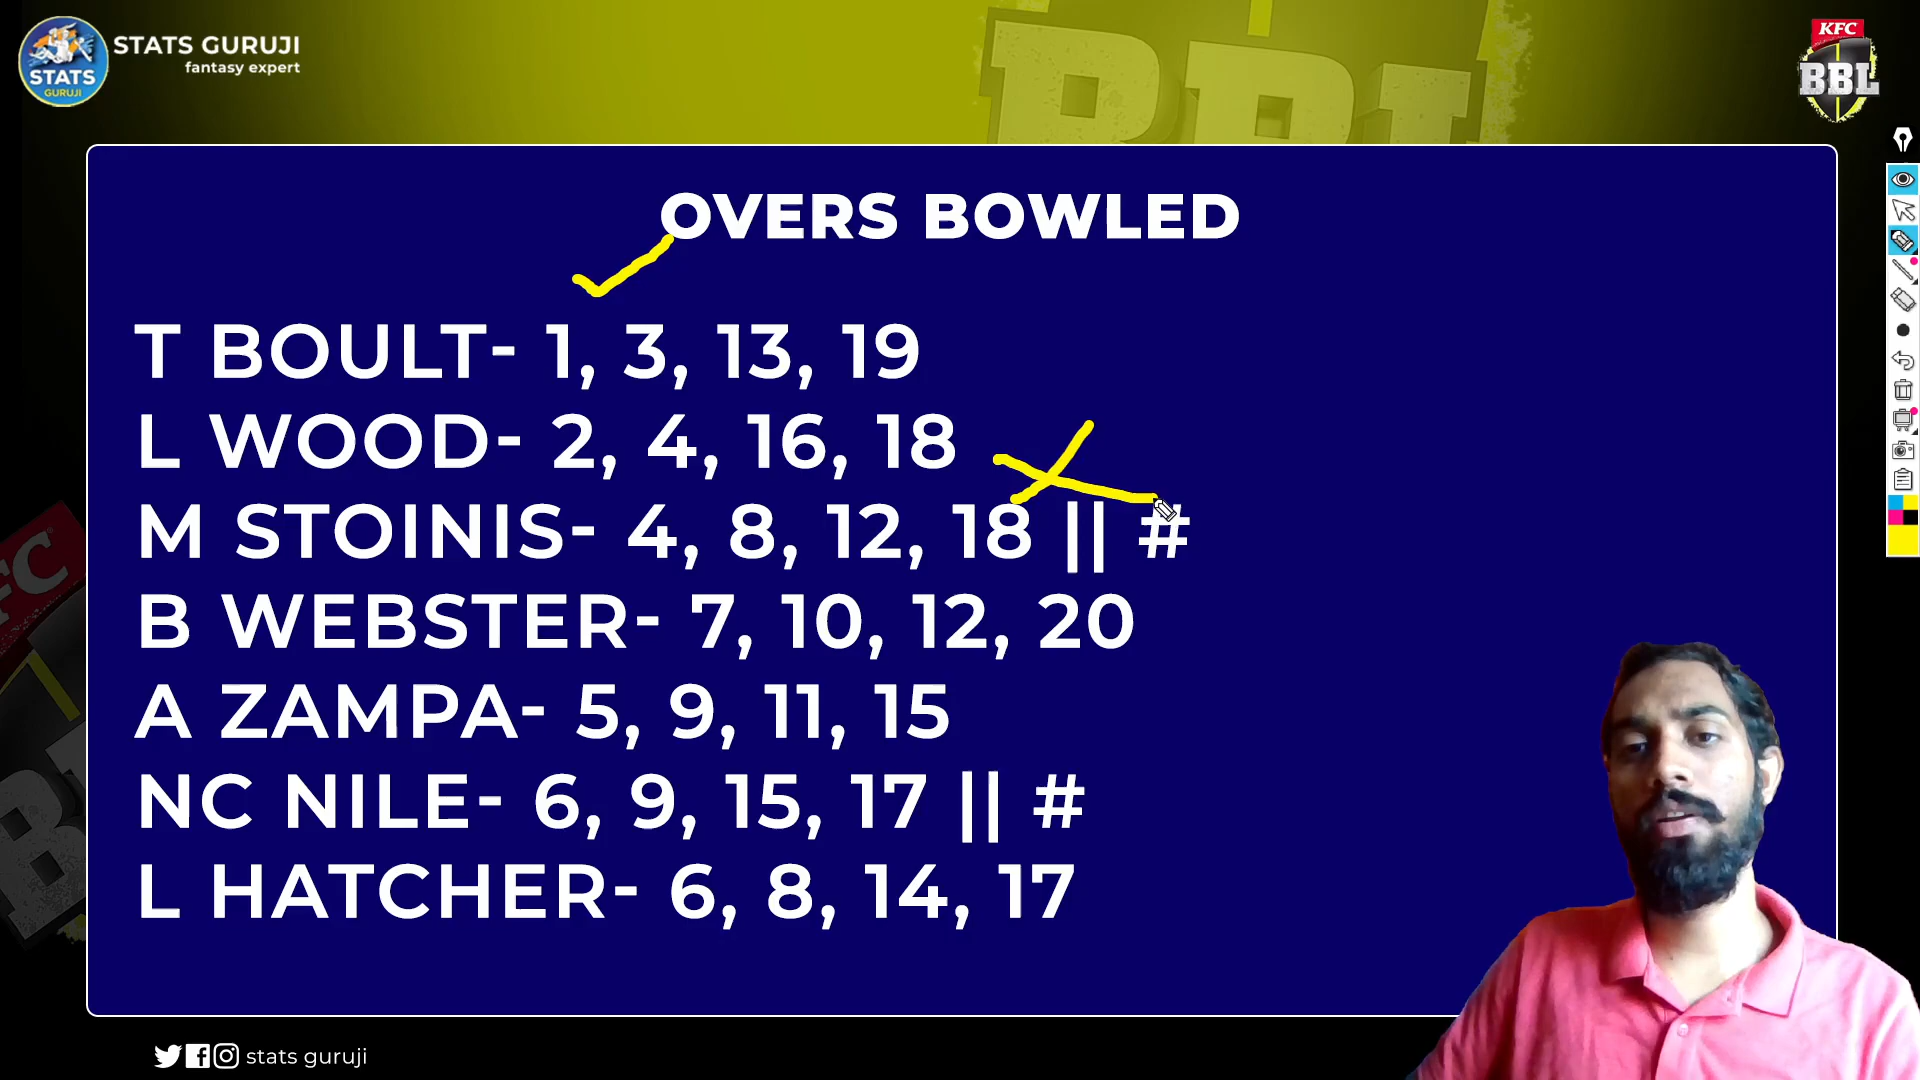 STATS GURUJI
fantasy expert
STATS
GURUJI
KFC
BBL
BBL
OVERS BOWLED
T BOULT- 1, 3, 13, 19
L WOOD- 2, 4, 16, 18
M STOINIS- 4, 8, 12, 18 || #
B WEBSTER- 7, 10, 12, 20
A ZAMPA- 5, 9, 11, 15
NC NILE- 6, 9, 15, 17 || #
L HATCHER- 6, 8, 14, 17
KFC
stats guruji